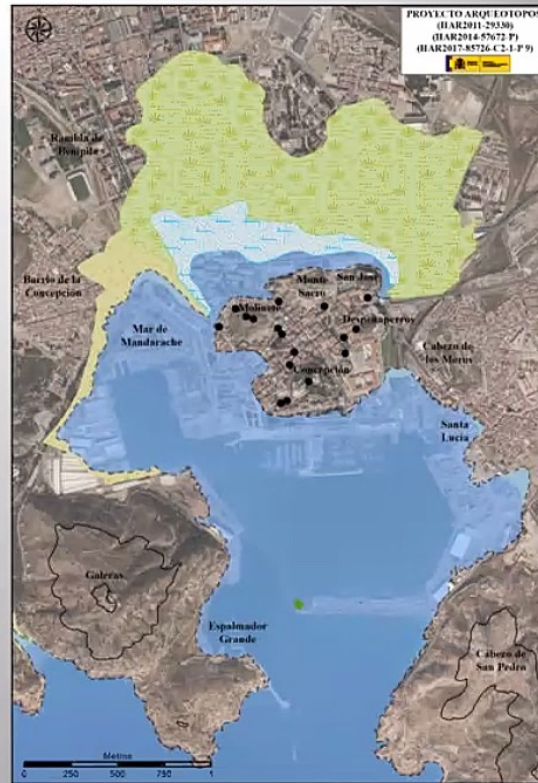 PROYECTO ARQUEOTOPOS
(HAR2011-29330)
(HAR2014-57672-P)
(HAR2017-85726-C2-1-P 9)
Rambla de
Benipila
Barrio de la
Concepción
Mar de
Mandarache
Molinete
Monte
Sacro
San José
Despeñaperros
Concepción
Cabezo de
los Moros
Santa
Lucía
Galeras
Espalmador
Grande
Cabezo de
San Pedro
Metros
0 250 500 750 1